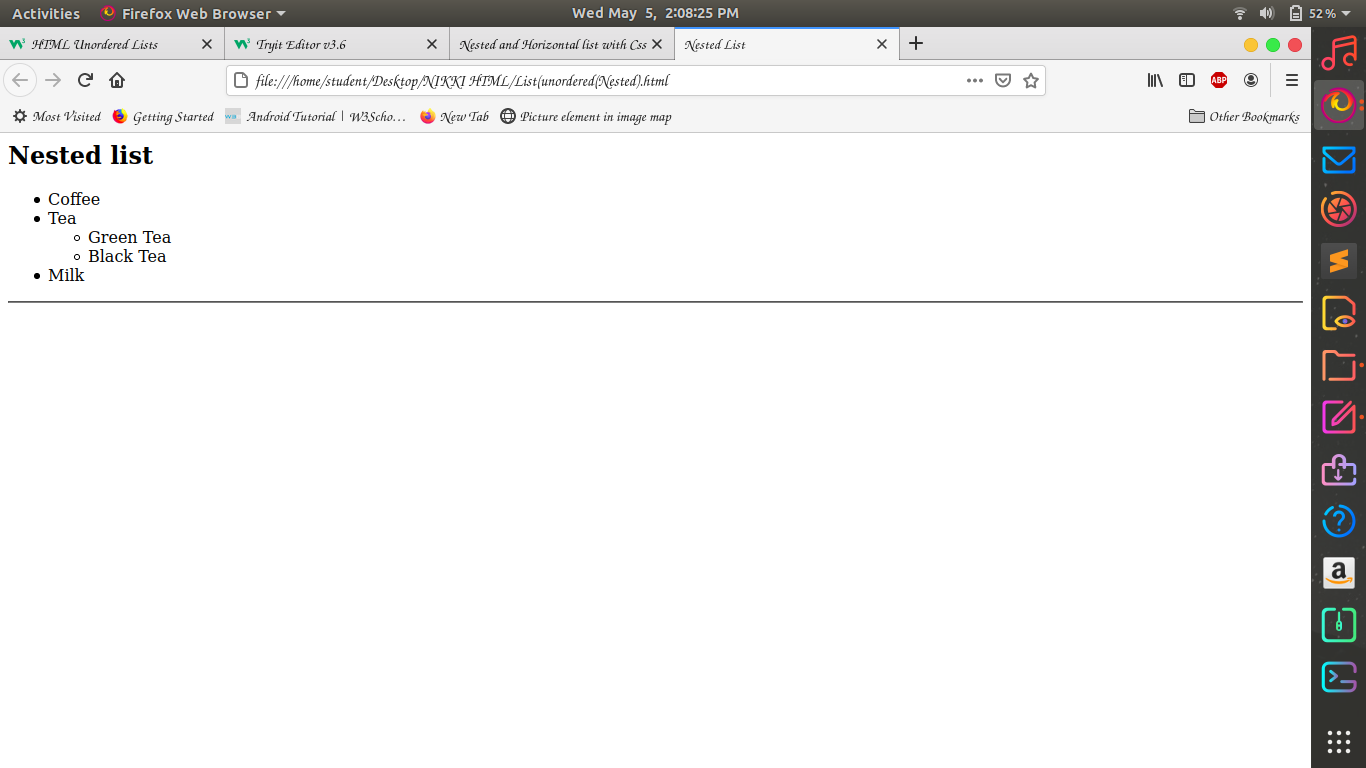 Activities Firefox Web Browser Wed May 5, 2:08:25 PM 52%
HTML Unordered Lists Tryit Editor v3.6 Nested and Horizontal list with Css Nested List
file:///home/student/Desktop/NIKKI HTML/List(unordered(Nested).html ABP
Most Visited Getting Started Android Tutorial | W3Scho… New Tab Picture element in image map Other Bookmarks
Nested list
Coffee
Tea
Green Tea
Black Tea
Milk